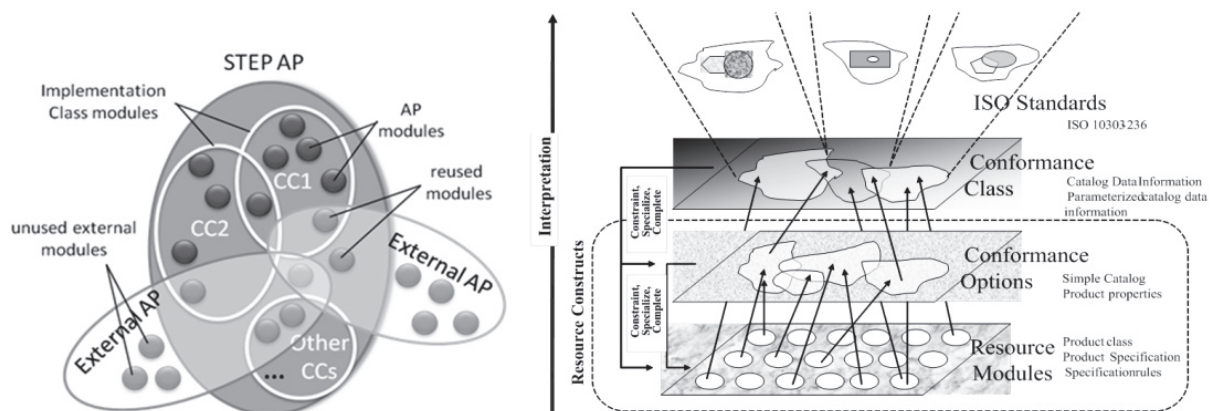 STEP AP
Implementation
Class modules
AP
modules
CC1
reused
modules
CC2
unused external
modules
External AP
External AP
Other
CCs
...
Interpretation
Resource Constructs
Constraint,
Specialize,
Complete
Constraint,
Specialize,
Complete
ISO Standards
ISO 10303236
Conformance
Class
Catalog DataInformation
Parameterizedcatalog data
information
Conformance
Options
Simple Catalog
Product properties
Resource
Modules
Product class
Product Specification
Specificationrules